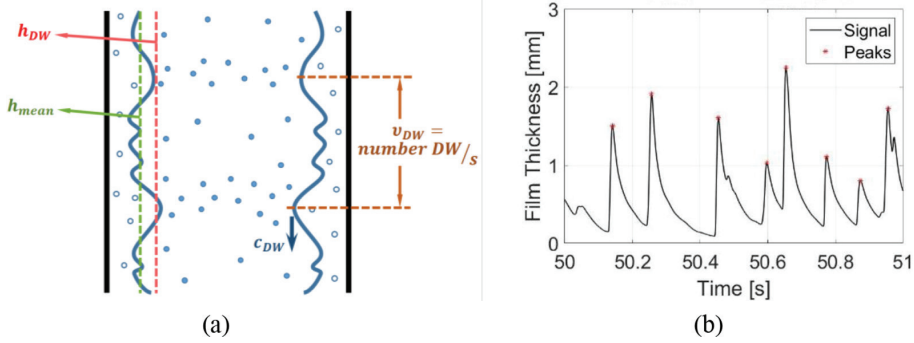 h_DW
h_mean
ν_DW =
number DW/s
c_DW
(a)
(b)
Film Thickness [mm]
3
2
1
0
Signal
Peaks
50 50.2 50.4 50.6 50.8 51
Time [s]